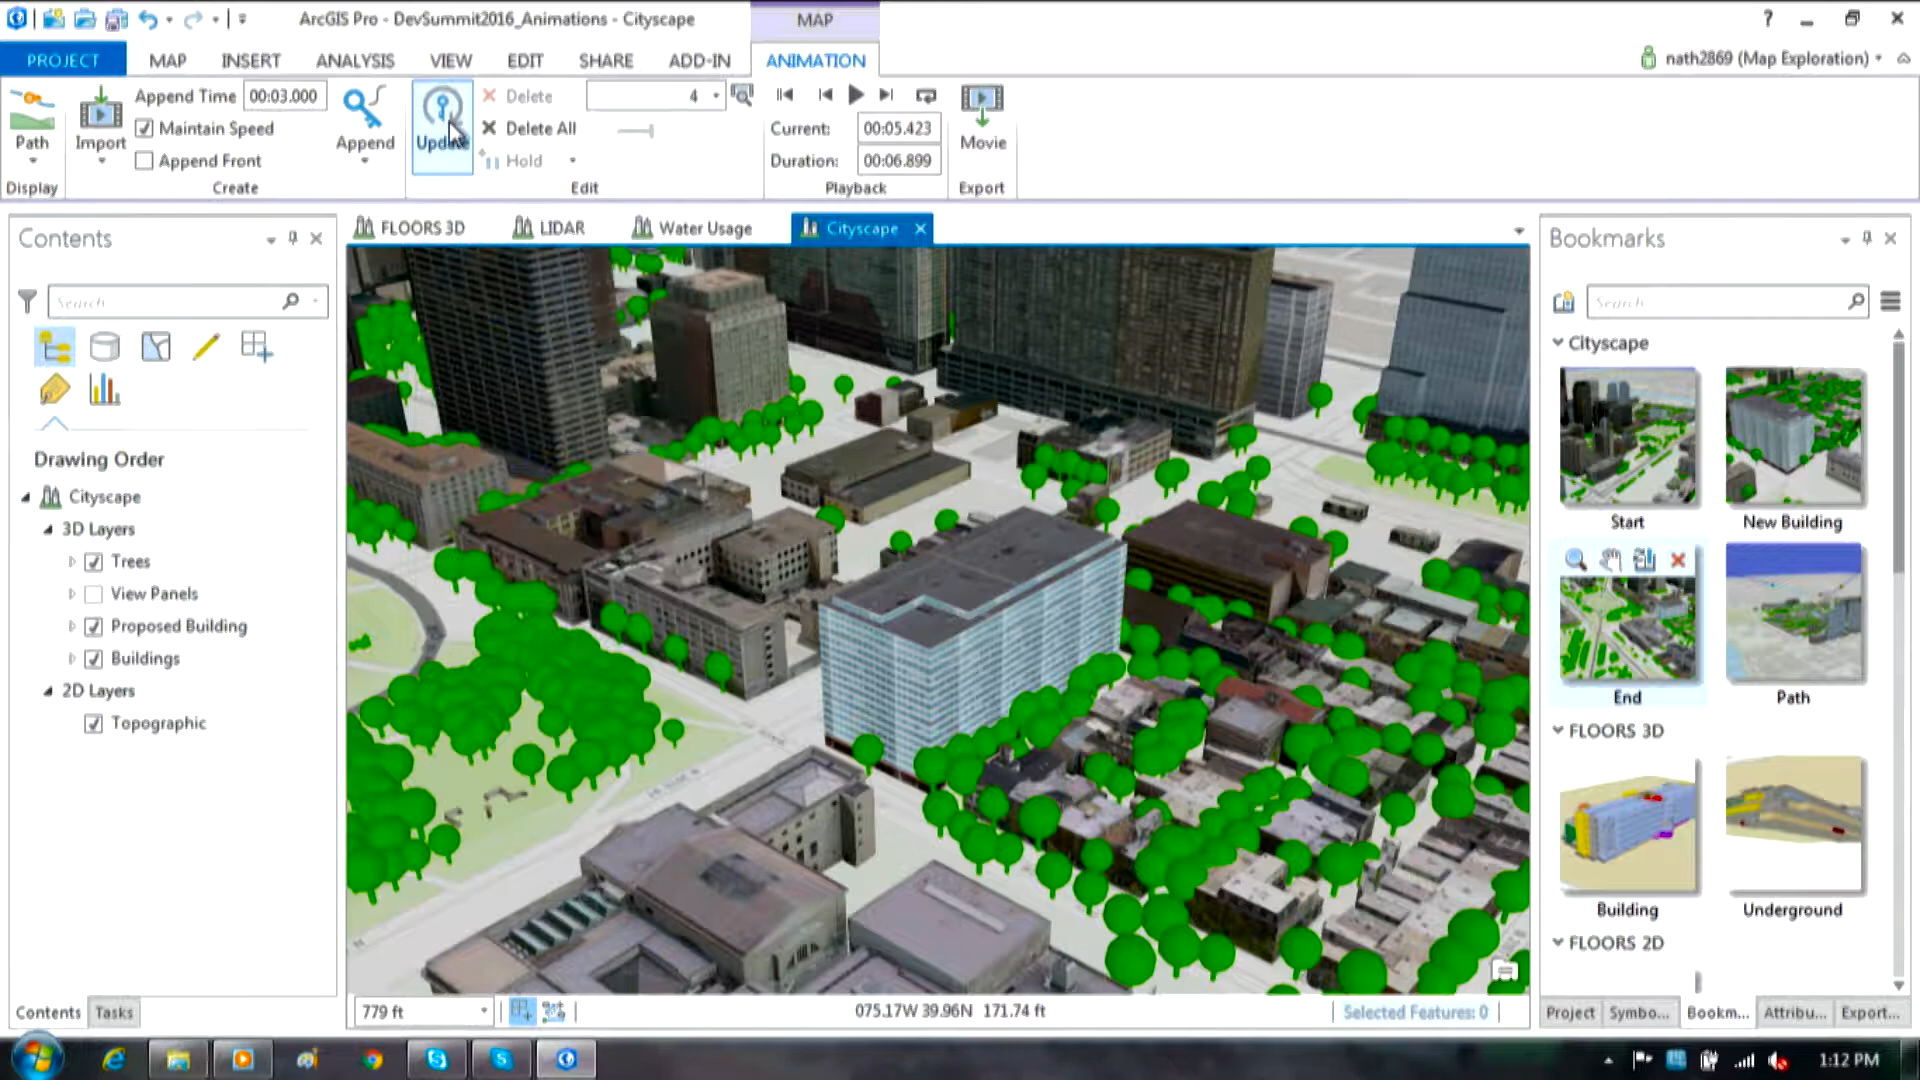 ArcGIS Pro - DevSummit2016_Animations - Cityscape
MAP
PROJECT
MAP
INSERT
ANALYSIS
VIEW
EDIT
SHARE
ADD-IN
ANIMATION
nath2869 (Map Exploration)
Path
Import
Append Time 00:03.000
Maintain Speed
Append Front
Append
Update
Delete
Delete All
Hold
4
Current: 00:05.423
Duration: 00:06.899
Movie
Display
Create
Edit
Playback
Export
Contents
Search
Drawing Order
Cityscape
3D Layers
Trees
View Panels
Proposed Building
Buildings
2D Layers
Topographic
Contents
Tasks
FLOORS 3D
LIDAR
Water Usage
Cityscape
779 ft
075.17W 39.96N 171.74 ft
Selected Features: 0
Bookmarks
Search
Cityscape
Start
New Building
End
Path
FLOORS 3D
Building
Underground
FLOORS 2D
Project
Symbo...
Bookm...
Attribu...
Export...
1:12 PM